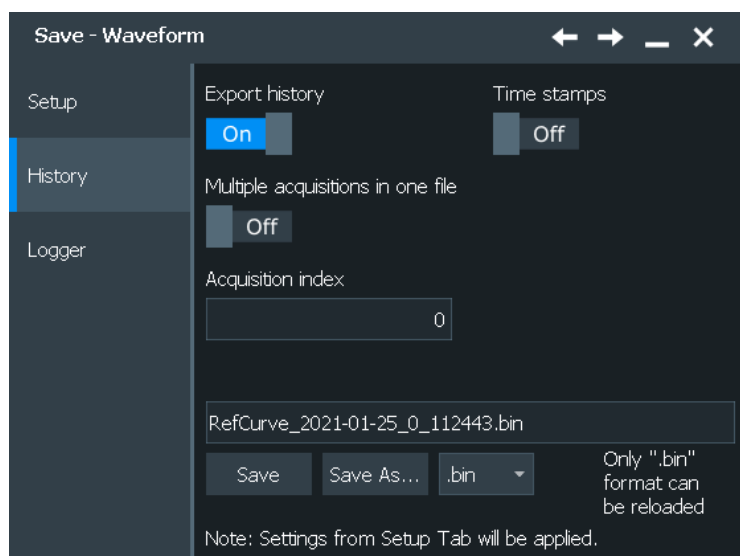 Save - Waveform
Setup
History
Logger
Export history
Time stamps
On
Off
Multiple acquisitions in one file
Off
Acquisition index
0
RefCurve_2021-01-25_0_112443.bin
Save
Save As...
.bin
Only ".bin"
format can
be reloaded
Note: Settings from Setup Tab will be applied.